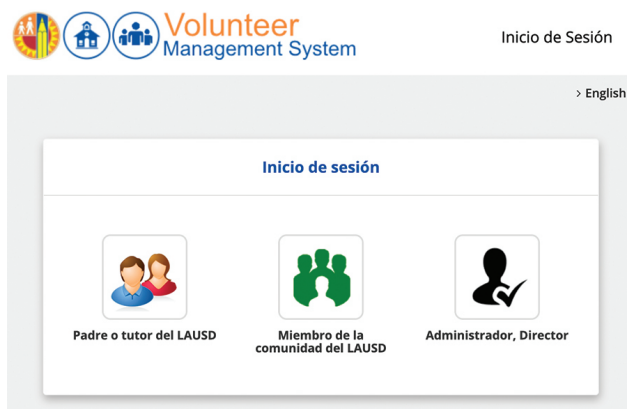 Volunteer
Management System
Inicio de Sesión
> English
Inicio de sesión
Padre o tutor del LAUSD
Miembro de la
comunidad del LAUSD
Administrador, Director